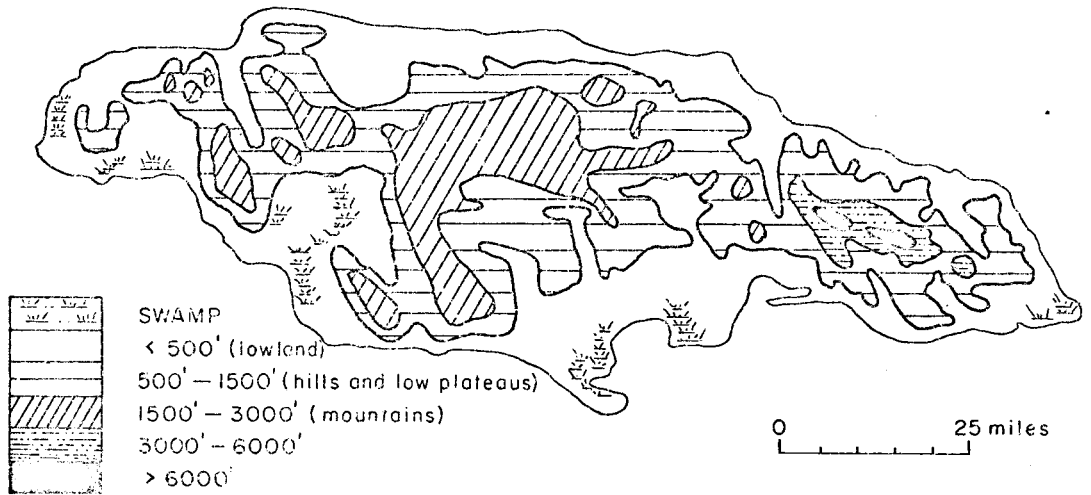 SWAMP
< 500' (lowland)
500' – 1500' (hills and low plateaus)
1500' – 3000' (mountains)
3000' – 6000'
> 6000'
0 25 miles